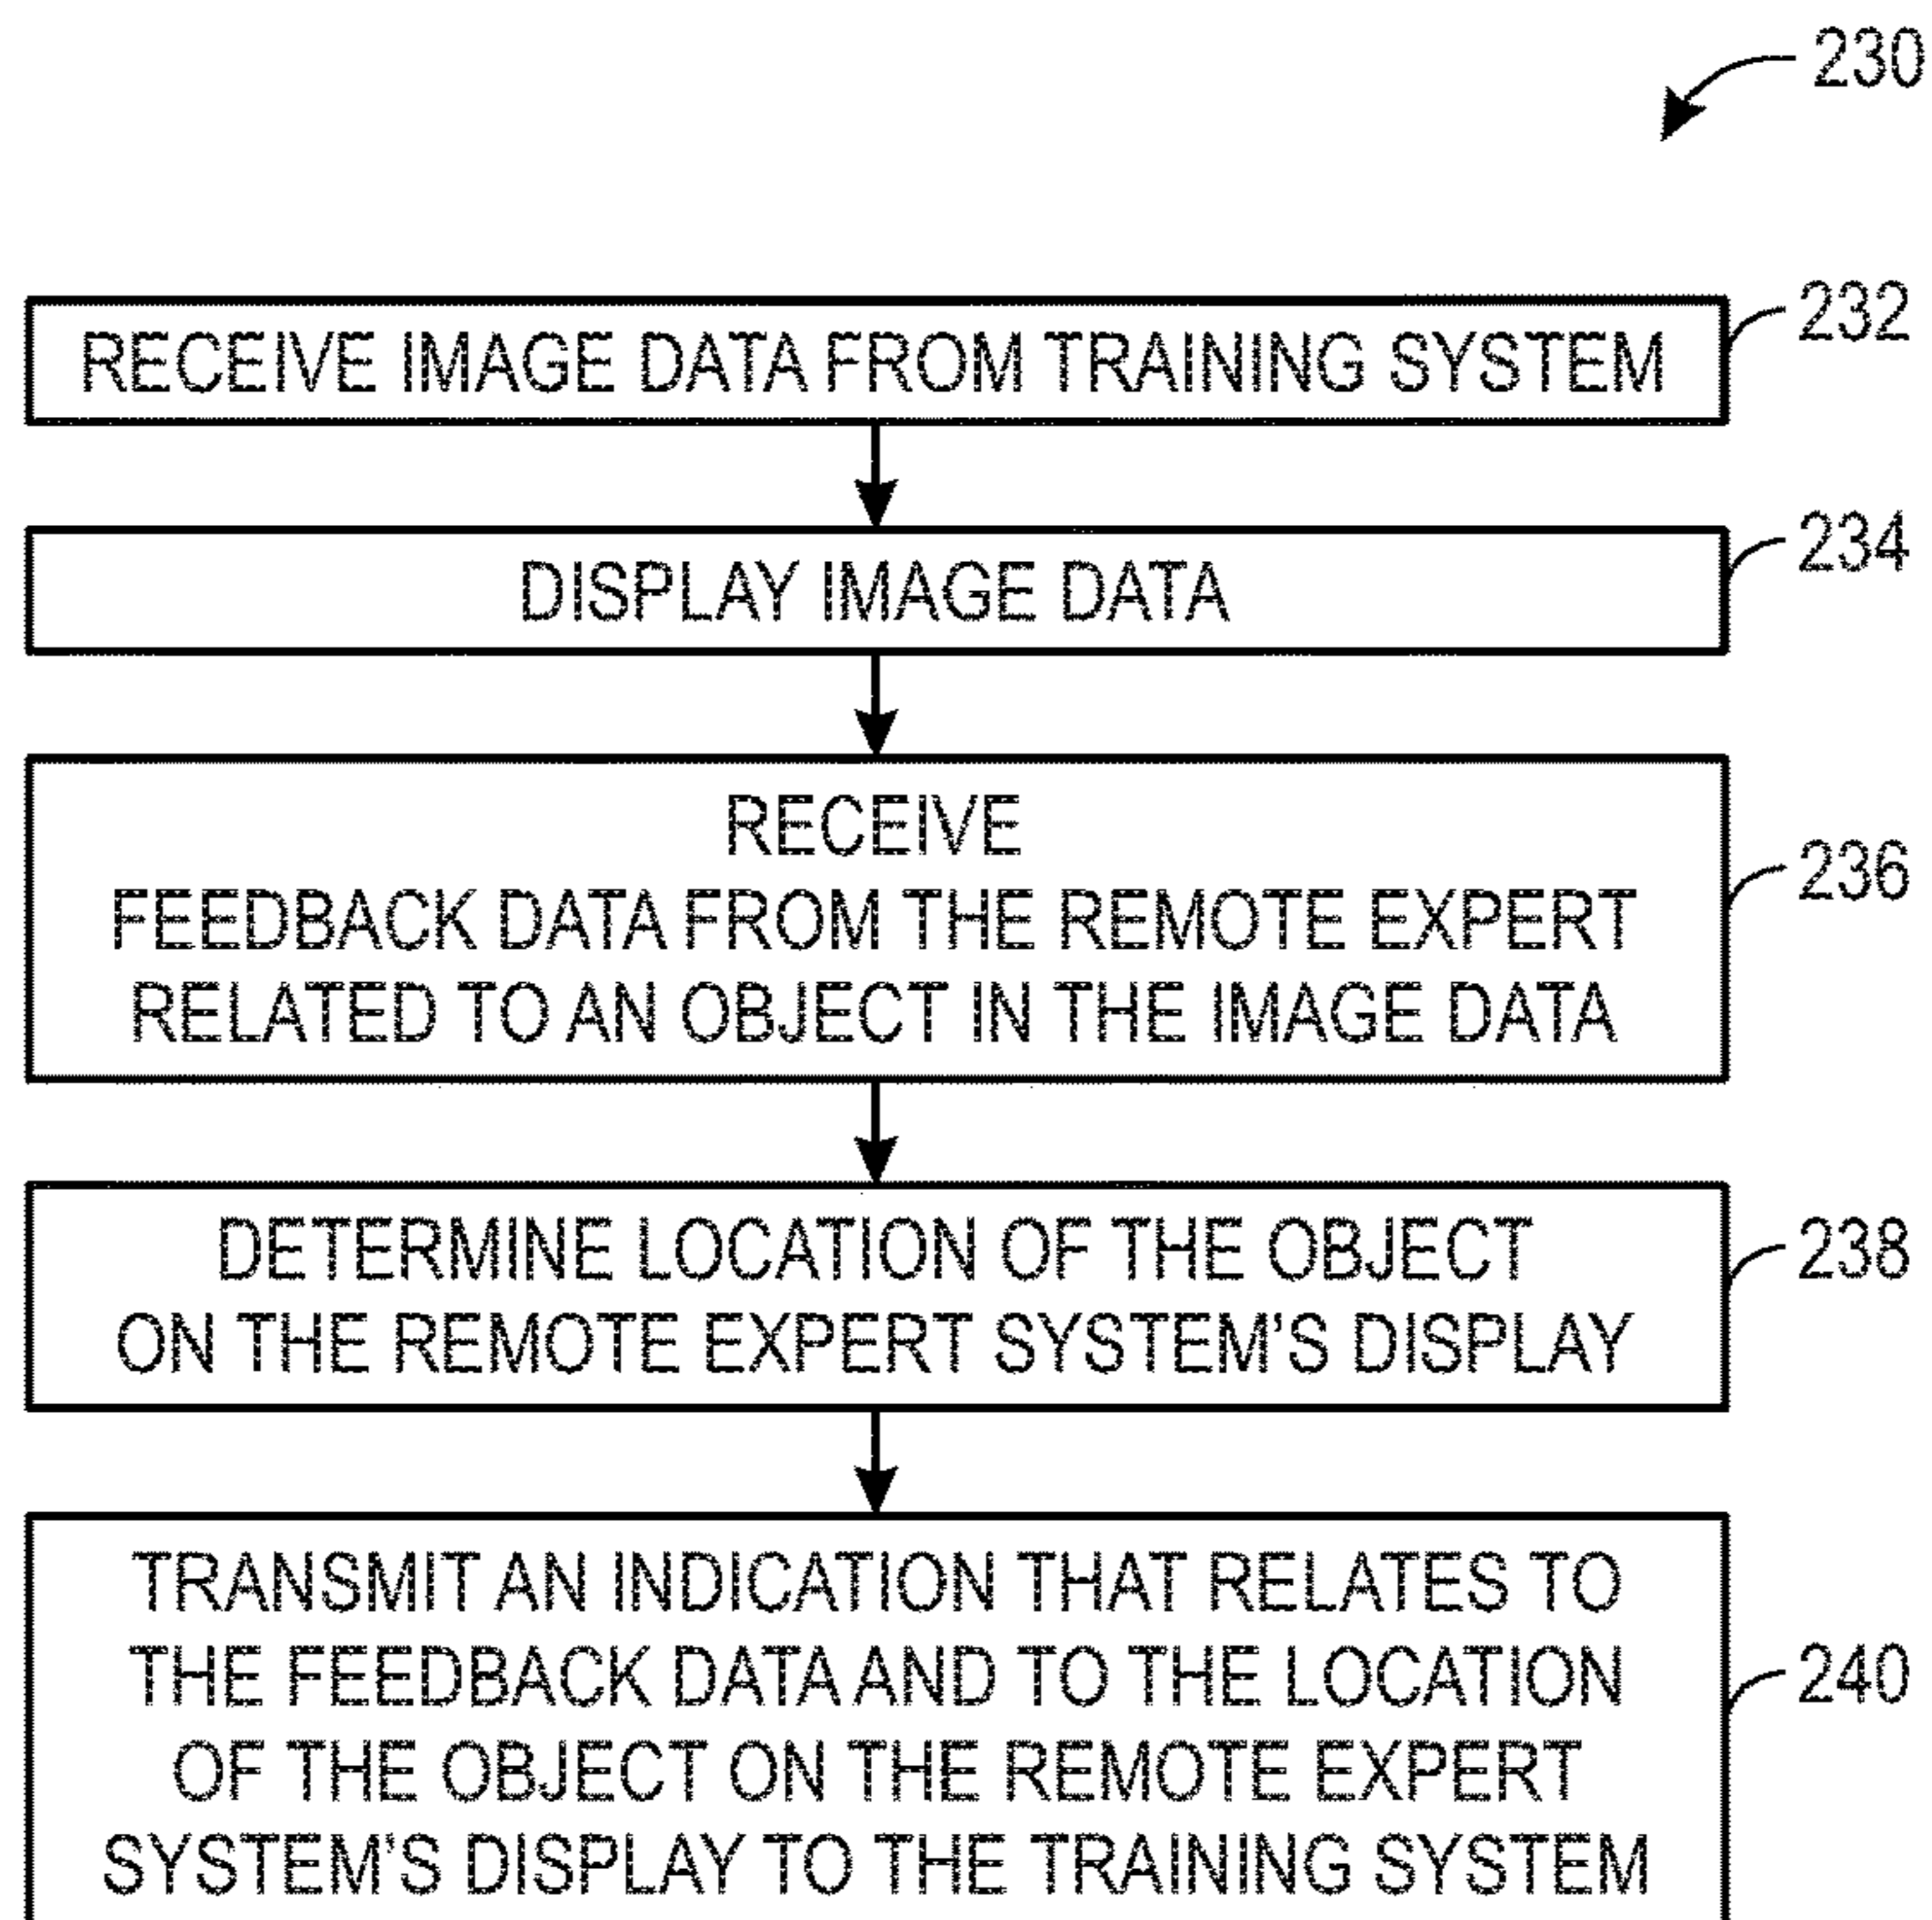 230
RECEIVE IMAGE DATA FROM TRAINING SYSTEM
232
DISPLAY IMAGE DATA
234
RECEIVE
FEEDBACK DATA FROM THE REMOTE EXPERT
RELATED TO AN OBJECT IN THE IMAGE DATA
236
DETERMINE LOCATION OF THE OBJECT
ON THE REMOTE EXPERT SYSTEM'S DISPLAY
238
TRANSMIT AN INDICATION THAT RELATES TO
THE FEEDBACK DATA AND TO THE LOCATION
OF THE OBJECT ON THE REMOTE EXPERT
SYSTEM'S DISPLAY TO THE TRAINING SYSTEM
240